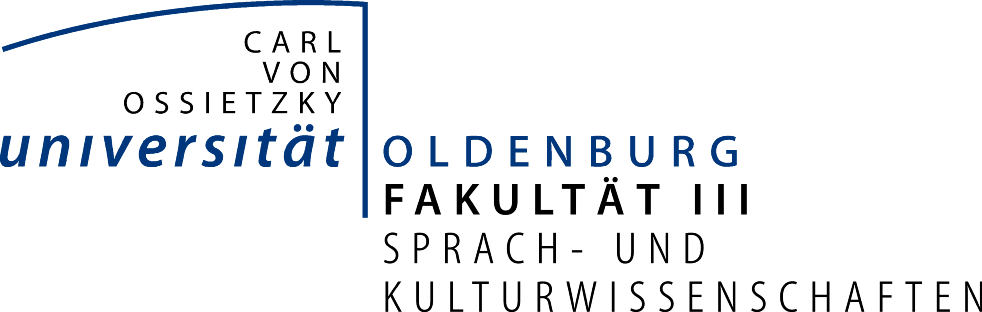 CARL
VON
OSSIETZKY
universität OLDENBURG
FAKULTÄT III
SPRACH- UND
KULTURWISSENSCHAFTEN